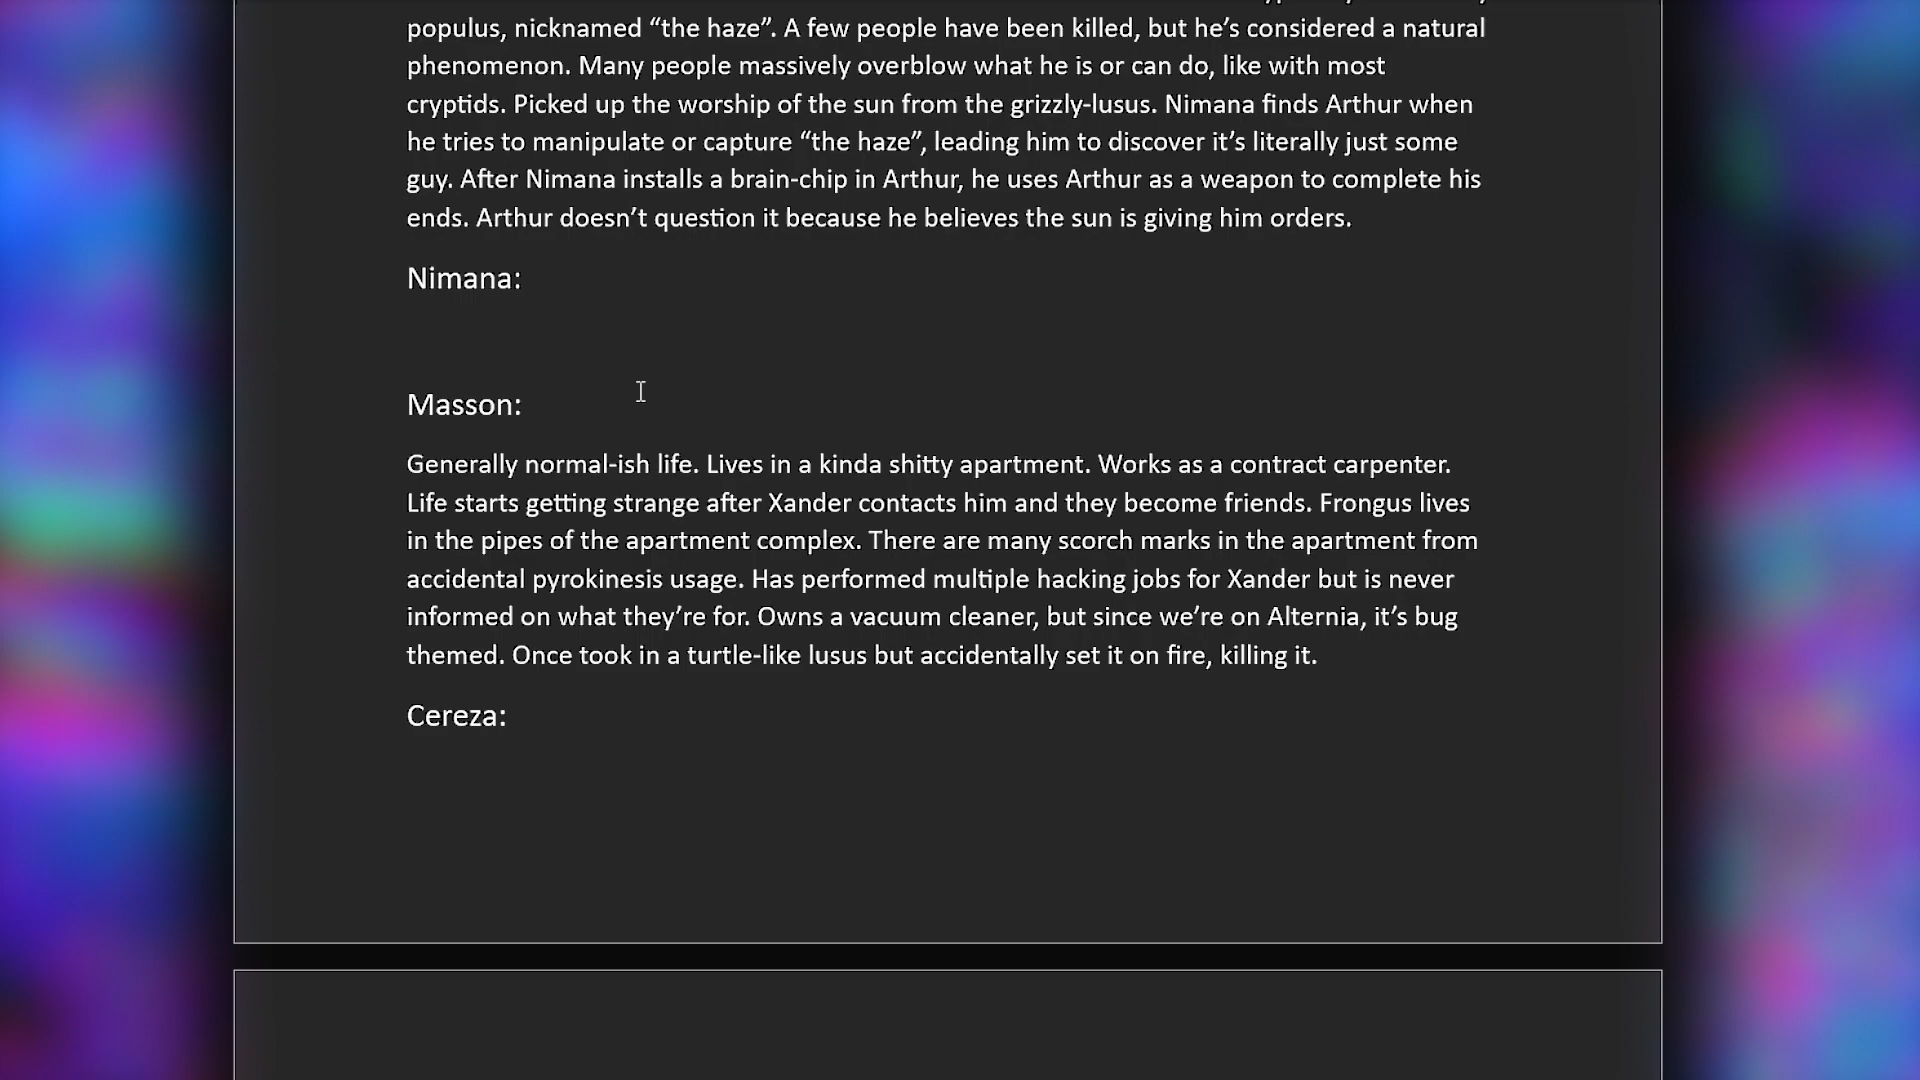 populus, nicknamed “the haze”. A few people have been killed, but he’s considered a natural
phenomenon. Many people massively overblow what he is or can do, like with most
cryptids. Picked up the worship of the sun from the grizzly-lusus. Nimana finds Arthur when
he tries to manipulate or capture “the haze”, leading him to discover it’s literally just some
guy. After Nimana installs a brain-chip in Arthur, he uses Arthur as a weapon to complete his
ends. Arthur doesn’t question it because he believes the sun is giving him orders.
Nimana:
Masson:
Generally normal-ish life. Lives in a kinda shitty apartment. Works as a contract carpenter.
Life starts getting strange after Xander contacts him and they become friends. Frongus lives
in the pipes of the apartment complex. There are many scorch marks in the apartment from
accidental pyrokinesis usage. Has performed multiple hacking jobs for Xander but is never
informed on what they’re for. Owns a vacuum cleaner, but since we’re on Alternia, it’s bug
themed. Once took in a turtle-like lusus but accidentally set it on fire, killing it.
Cereza: